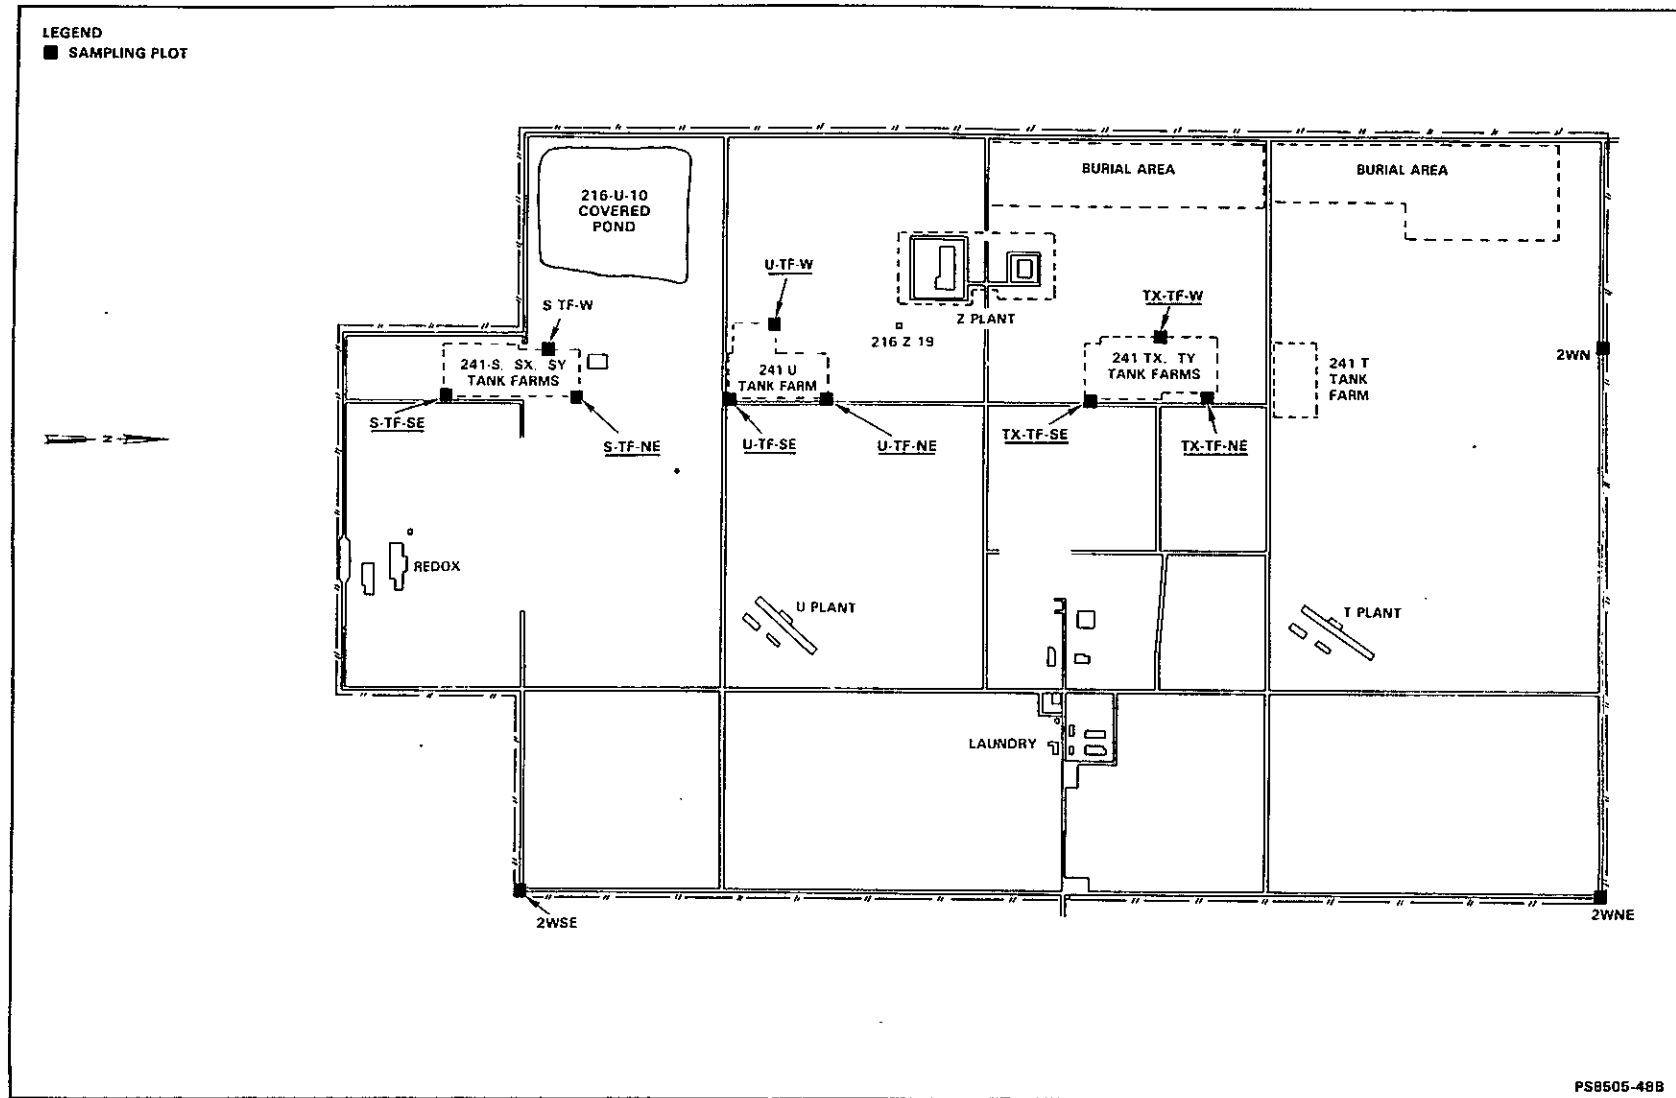 LEGEND
SAMPLING PLOT
216-U-10
COVERED
POND
BURIAL AREA
BURIAL AREA
U-TF-W
S TF-W
TX-TF-W
Z PLANT
216 Z 19
241-S, SX, SY
TANK FARMS
241 U
TANK FARM
241 TX, TY
TANK FARMS
241 T
TANK
FARM
2WN
S-TF-SE
S-TF-NE
U-TF-SE
U-TF-NE
TX-TF-SE
TX-TF-NE
N
REDOX
U PLANT
T PLANT
LAUNDRY
2WSE
2WNE
PS8505-48B